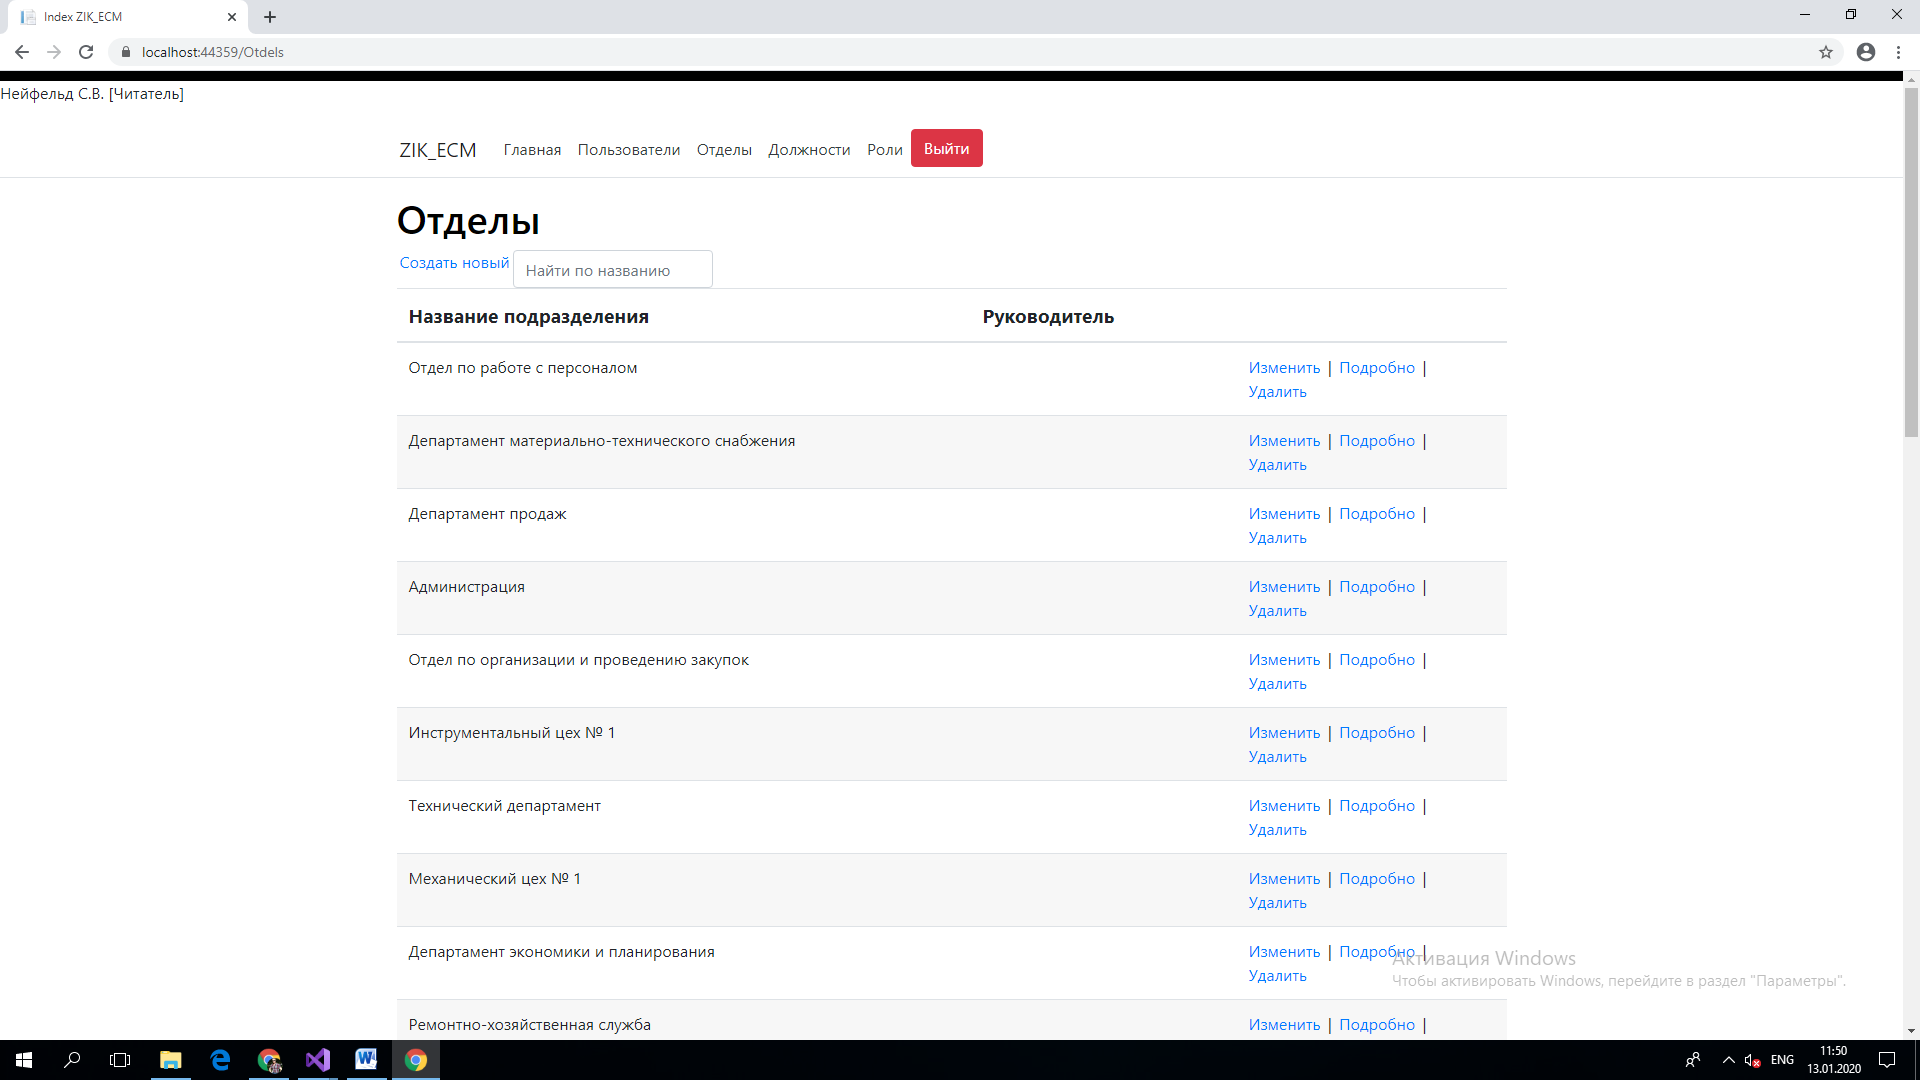 Index ZIK_ECM
localhost:44359/Otdels
Нейфельд С.В. [Читатель]
ZIK_ECM Главная Пользователи Отделы Должности Роли Выйти
Отделы
Создать новый Найти по названию
Название подразделения Руководитель
Отдел по работе с персоналом Изменить | Подробно |
Удалить
Департамент материально-технического снабжения Изменить | Подробно |
Удалить
Департамент продаж Изменить | Подробно |
Удалить
Администрация Изменить | Подробно |
Удалить
Отдел по организации и проведению закупок Изменить | Подробно |
Удалить
Инструментальный цех № 1 Изменить | Подробно |
Удалить
Технический департамент Изменить | Подробно |
Удалить
Механический цех № 1 Изменить | Подробно |
Удалить
Департамент экономики и планирования Изменить | Подробно |
Удалить
Активация Windows
Чтобы активировать Windows, перейдите в раздел "Параметры".
Ремонтно-хозяйственная служба Изменить | Подробно |
ENG 11:50
13.01.2020